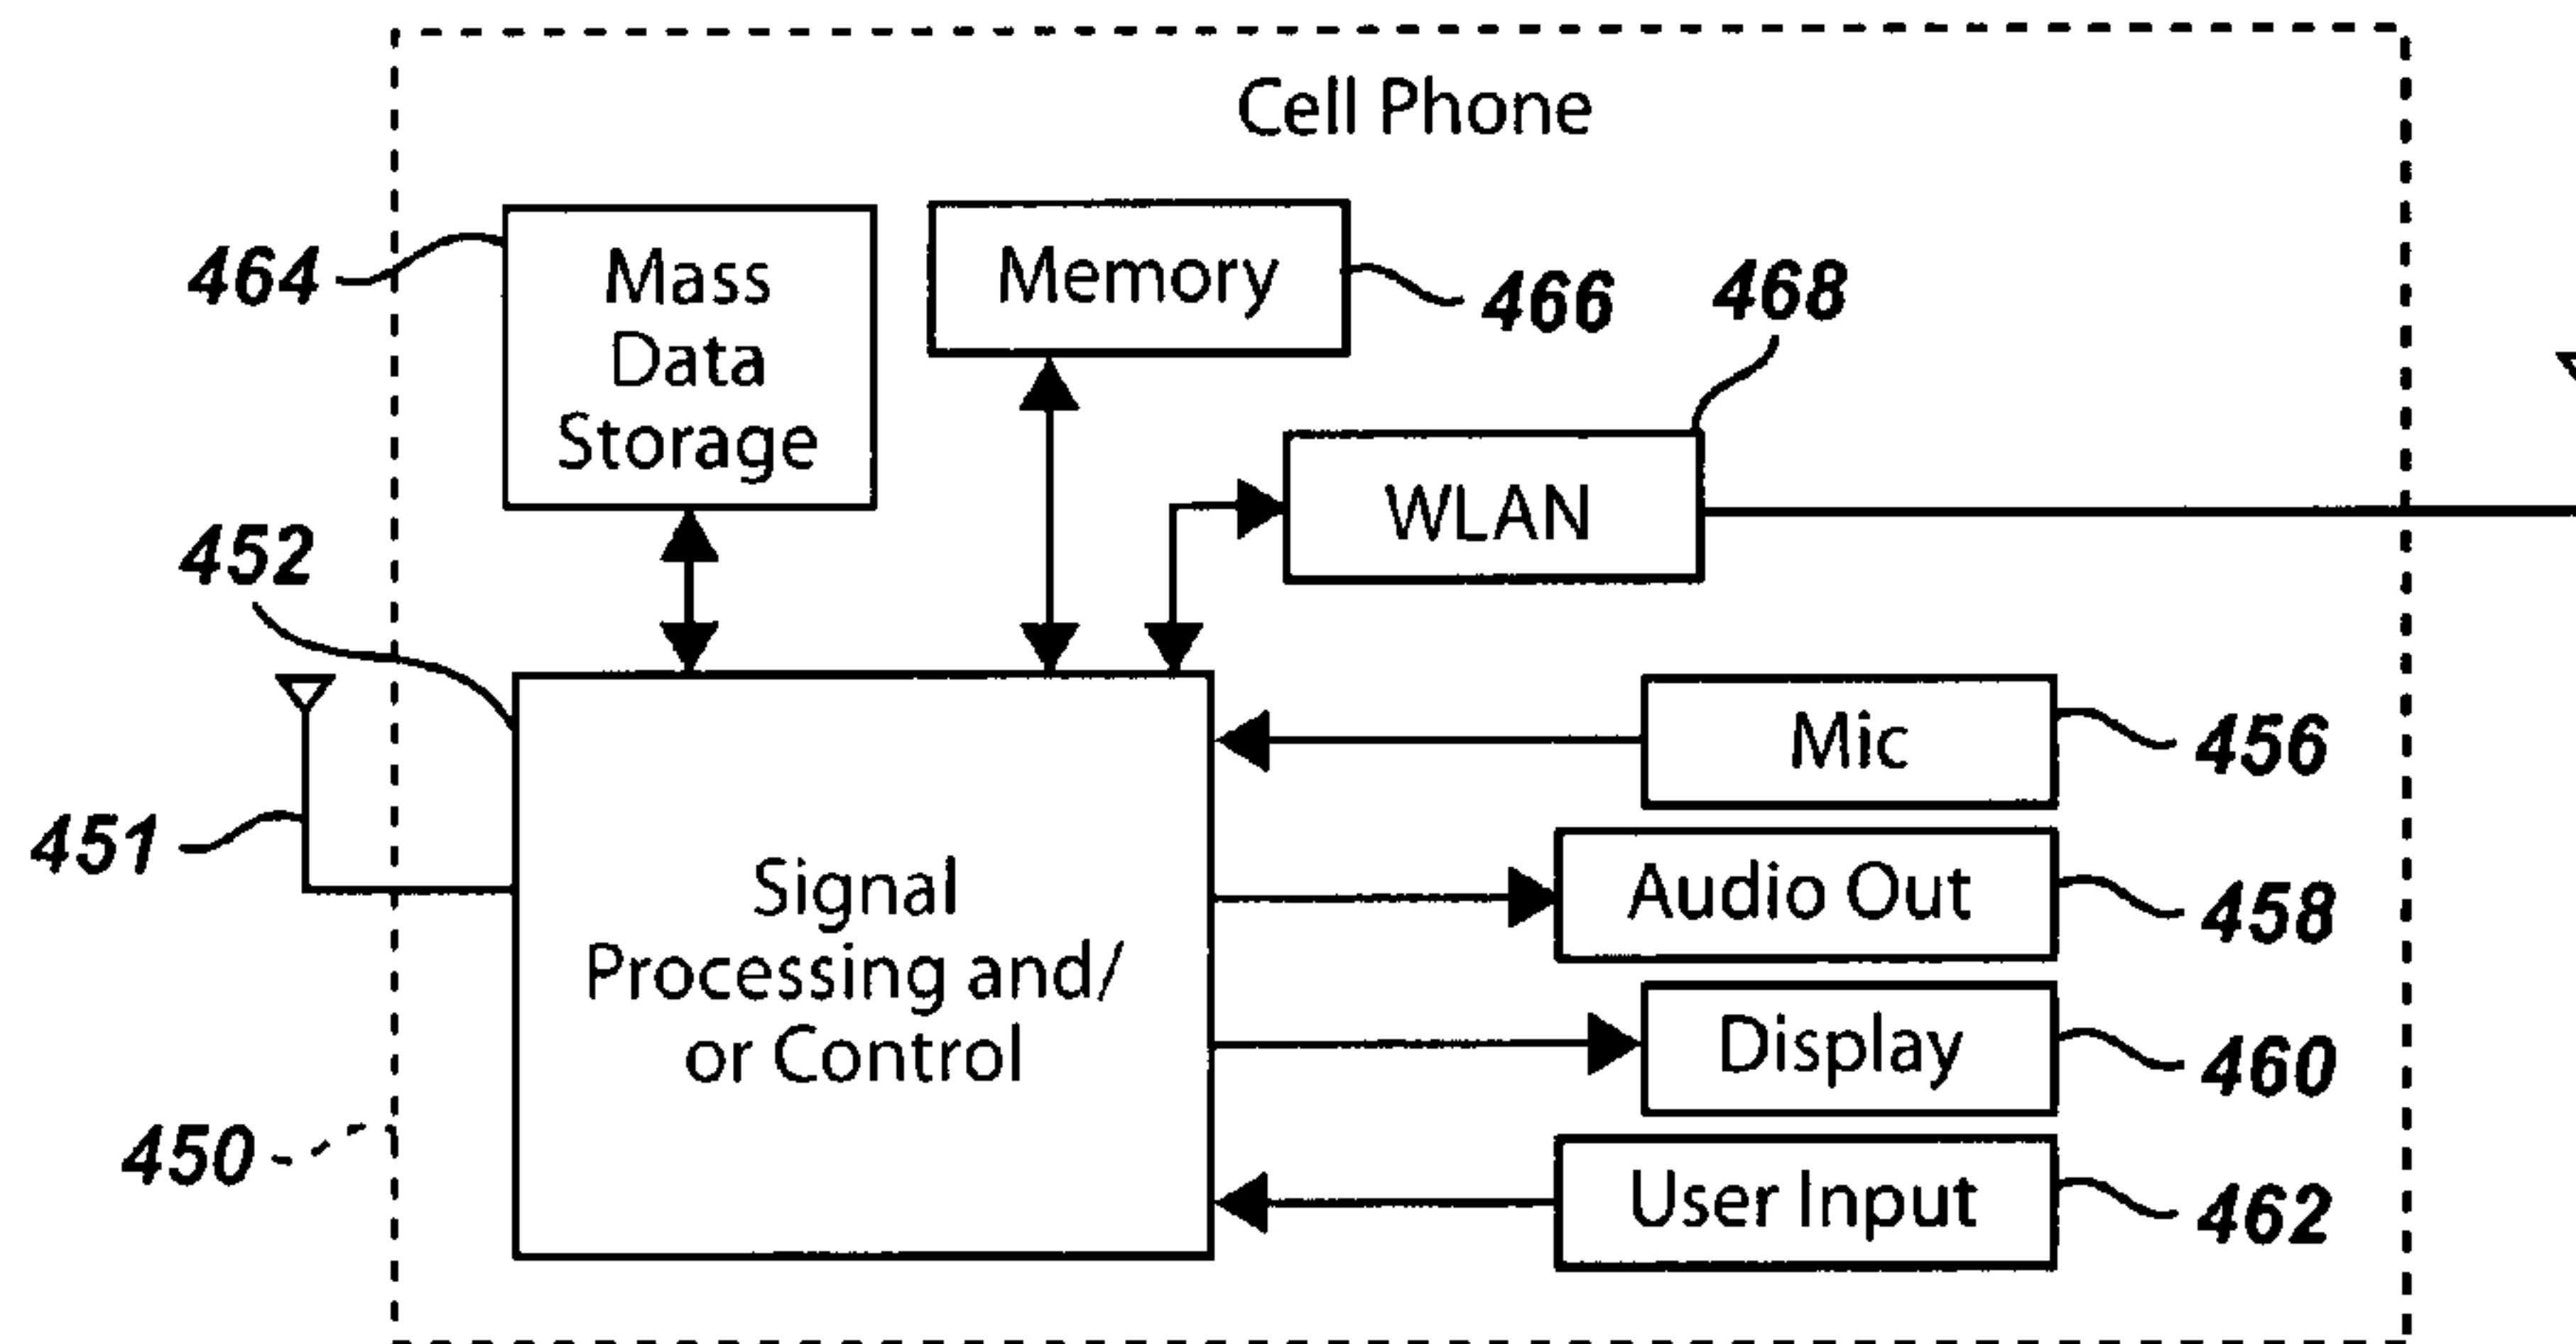 Cell Phone
464
Mass
Data
Storage
Memory
466
468
WLAN
452
451
Signal
Processing and/
or Control
Mic
456
Audio Out
458
Display
460
450
User Input
462